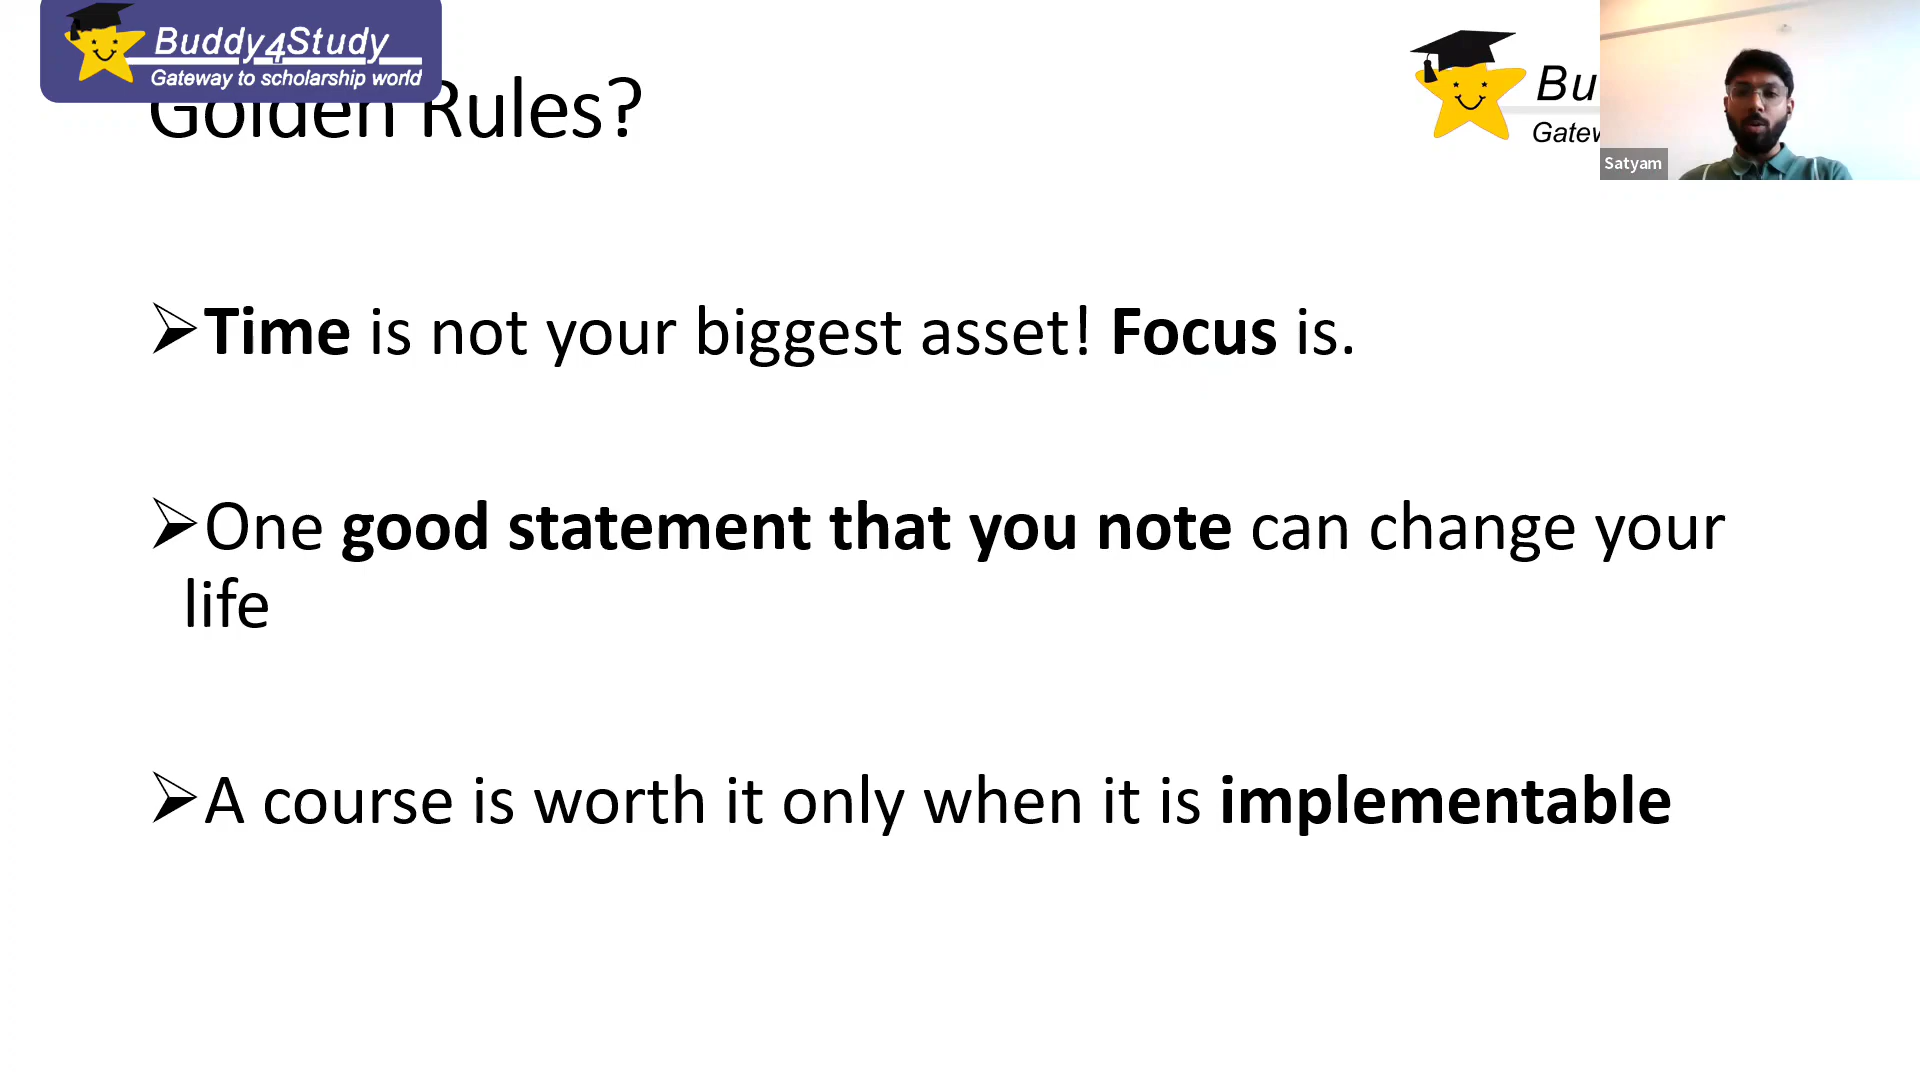 Buddy4Study
Gateway to scholarship world
Golden Rules?
Bu
Gatew
Satyam
➢Time is not your biggest asset! Focus is.
➢One good statement that you note can change your
life
➢A course is worth it only when it is implementable